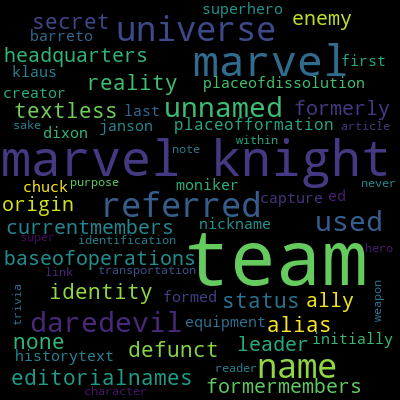 superhero
secret universe enemy
barreto
headquarters marvel first
klaus reality placeofdissolution
creator
textless unnamed formerly
last
dixon janson placeofformation article
sake within
marvel knight
note
chuck purpose moniker capture ed never
origin referred used
currentmembers nickname
super identification team hero
baseofoperations
link transportation
identity formed status ally weapon
trivia
daredevil equipment alias
none defunct leader initially
historytext reader name
editorialnames formermembers
character